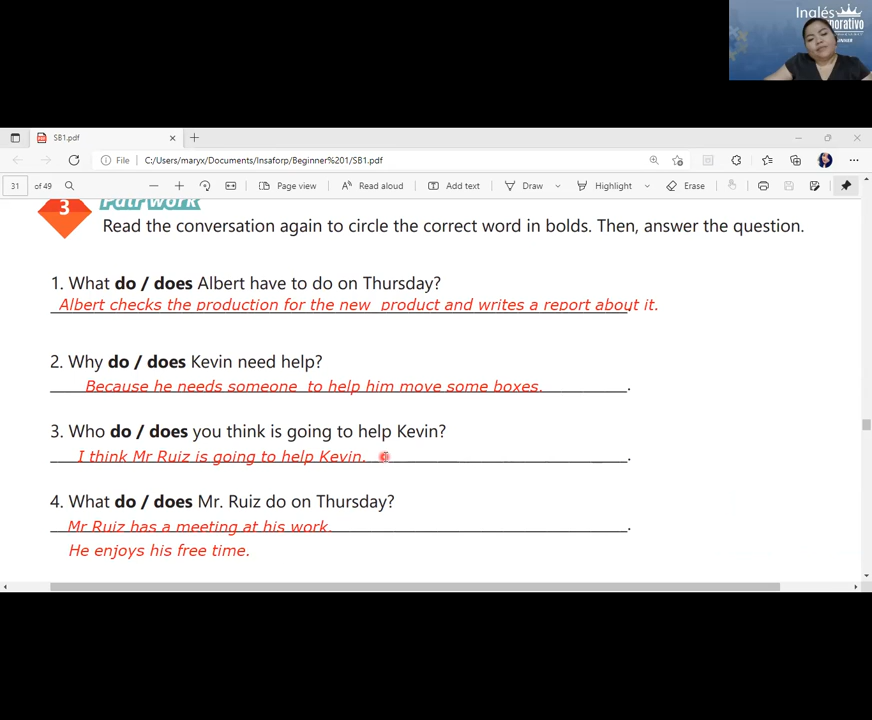 Inglés
SB1.pdf
File C:/Users/maryx/Documents/Insaforp/Beginner%201/SB1.pdf
31 of 49 Page view Read aloud Add text Draw Highlight Erase
3 Pair Work
Read the conversation again to circle the correct word in bolds. Then, answer the question.
1. What do / does Albert have to do on Thursday?
Albert checks the production for the new product and writes a report about it.
2. Why do / does Kevin need help?
Because he needs someone to help him move some boxes.
3. Who do / does you think is going to help Kevin?
I think Mr Ruiz is going to help Kevin.
4. What do / does Mr. Ruiz do on Thursday?
Mr Ruiz has a meeting at his work.
He enjoys his free time.